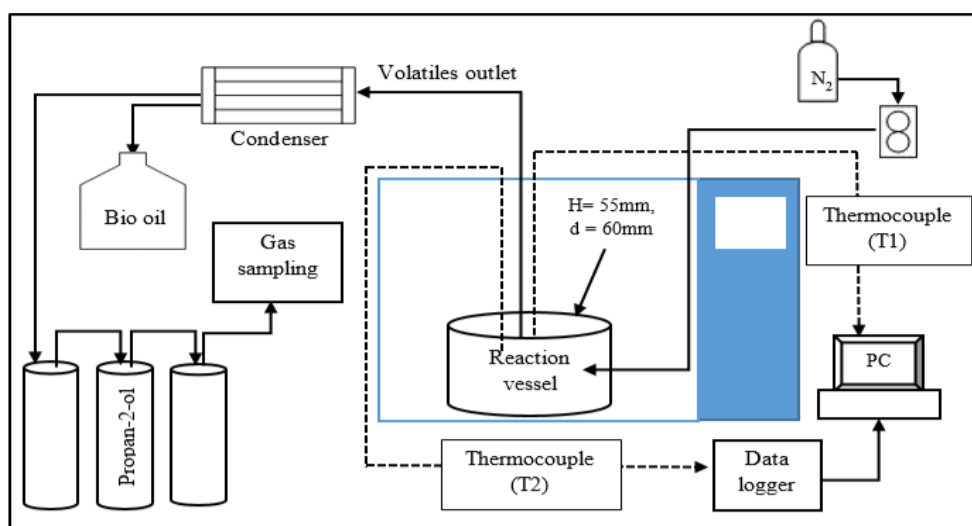 Volatiles outlet
N₂
Condenser
Bio oil
H= 55mm,
d = 60mm
Thermocouple
(T1)
Gas
sampling
Reaction
vessel
PC
Propan-2-ol
Thermocouple
(T2)
Data
logger